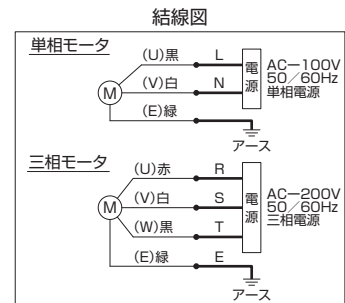 結線図
単相モータ
(U)黒 L
(V)白 N
(E)緑
M
電源
AC−100V
50／60Hz
単相電源
アース
三相モータ
(U)赤 R
(V)白 S
(W)黒 T
(E)緑 E
M
電源
AC−200V
50／60Hz
三相電源
アース